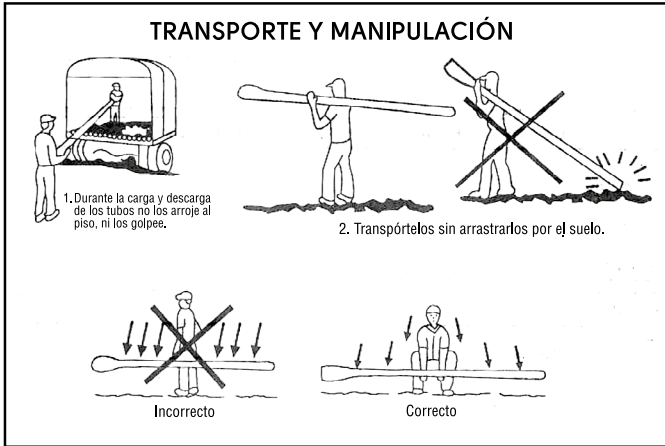 TRANSPORTE Y MANIPULACIÓN
1. Durante la carga y descarga
de los tubos no los arroje al
piso, ni los golpee.
2. Transpórtelos sin arrastrarlos por el suelo.
Incorrecto
Correcto